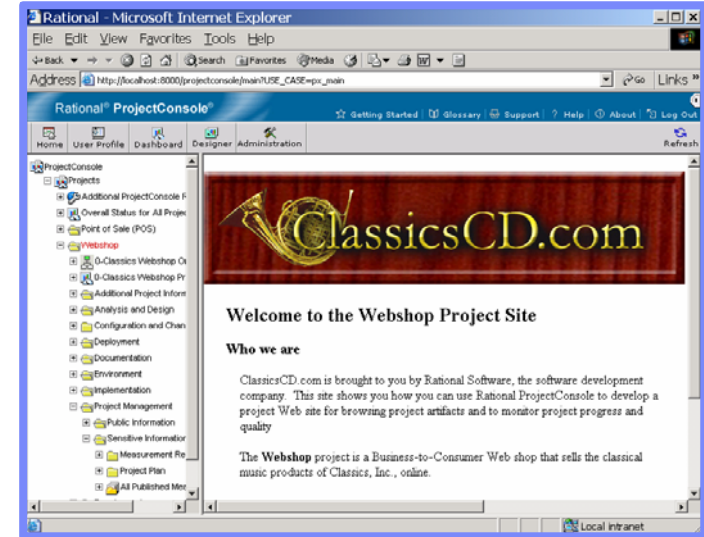 Rational - Microsoft Internet Explorer
File Edit View Favorites Tools Help
Back Search Favorites Media
Address http://localhost:8000/projectconsole/main?USE_CASE=px_main Go Links »
Rational® ProjectConsole®
Getting Started | Glossary | Support | ? Help | About | Log Out
Home User Profile Dashboard Designer Administration Refresh
ProjectConsole
Projects
Additional ProjectConsole R
Overall Status for All Projec
Point of Sale (POS)
Webshop
0-Classics Webshop O
0-Classics Webshop Pr
Additional Project Inform
Analysis and Design
Configuration and Chan
Deployment
Documentation
Environment
Implementation
Project Management
Public Information
Sensitive Information
Measurement Re
Project Plan
All Published Mee
ClassicsCD.com
Welcome to the Webshop Project Site
Who we are
ClassicCD.com is brought to you by Rational Software, the software development
company. This site shows you how you can use Rational ProjectConsole to develop a
project Web site for browsing project artifacts and to monitor project progress and
quality
The Webshop project is a Business-to-Consumer Web shop that sells the classical
music products of Classics, Inc., online.
Local intranet